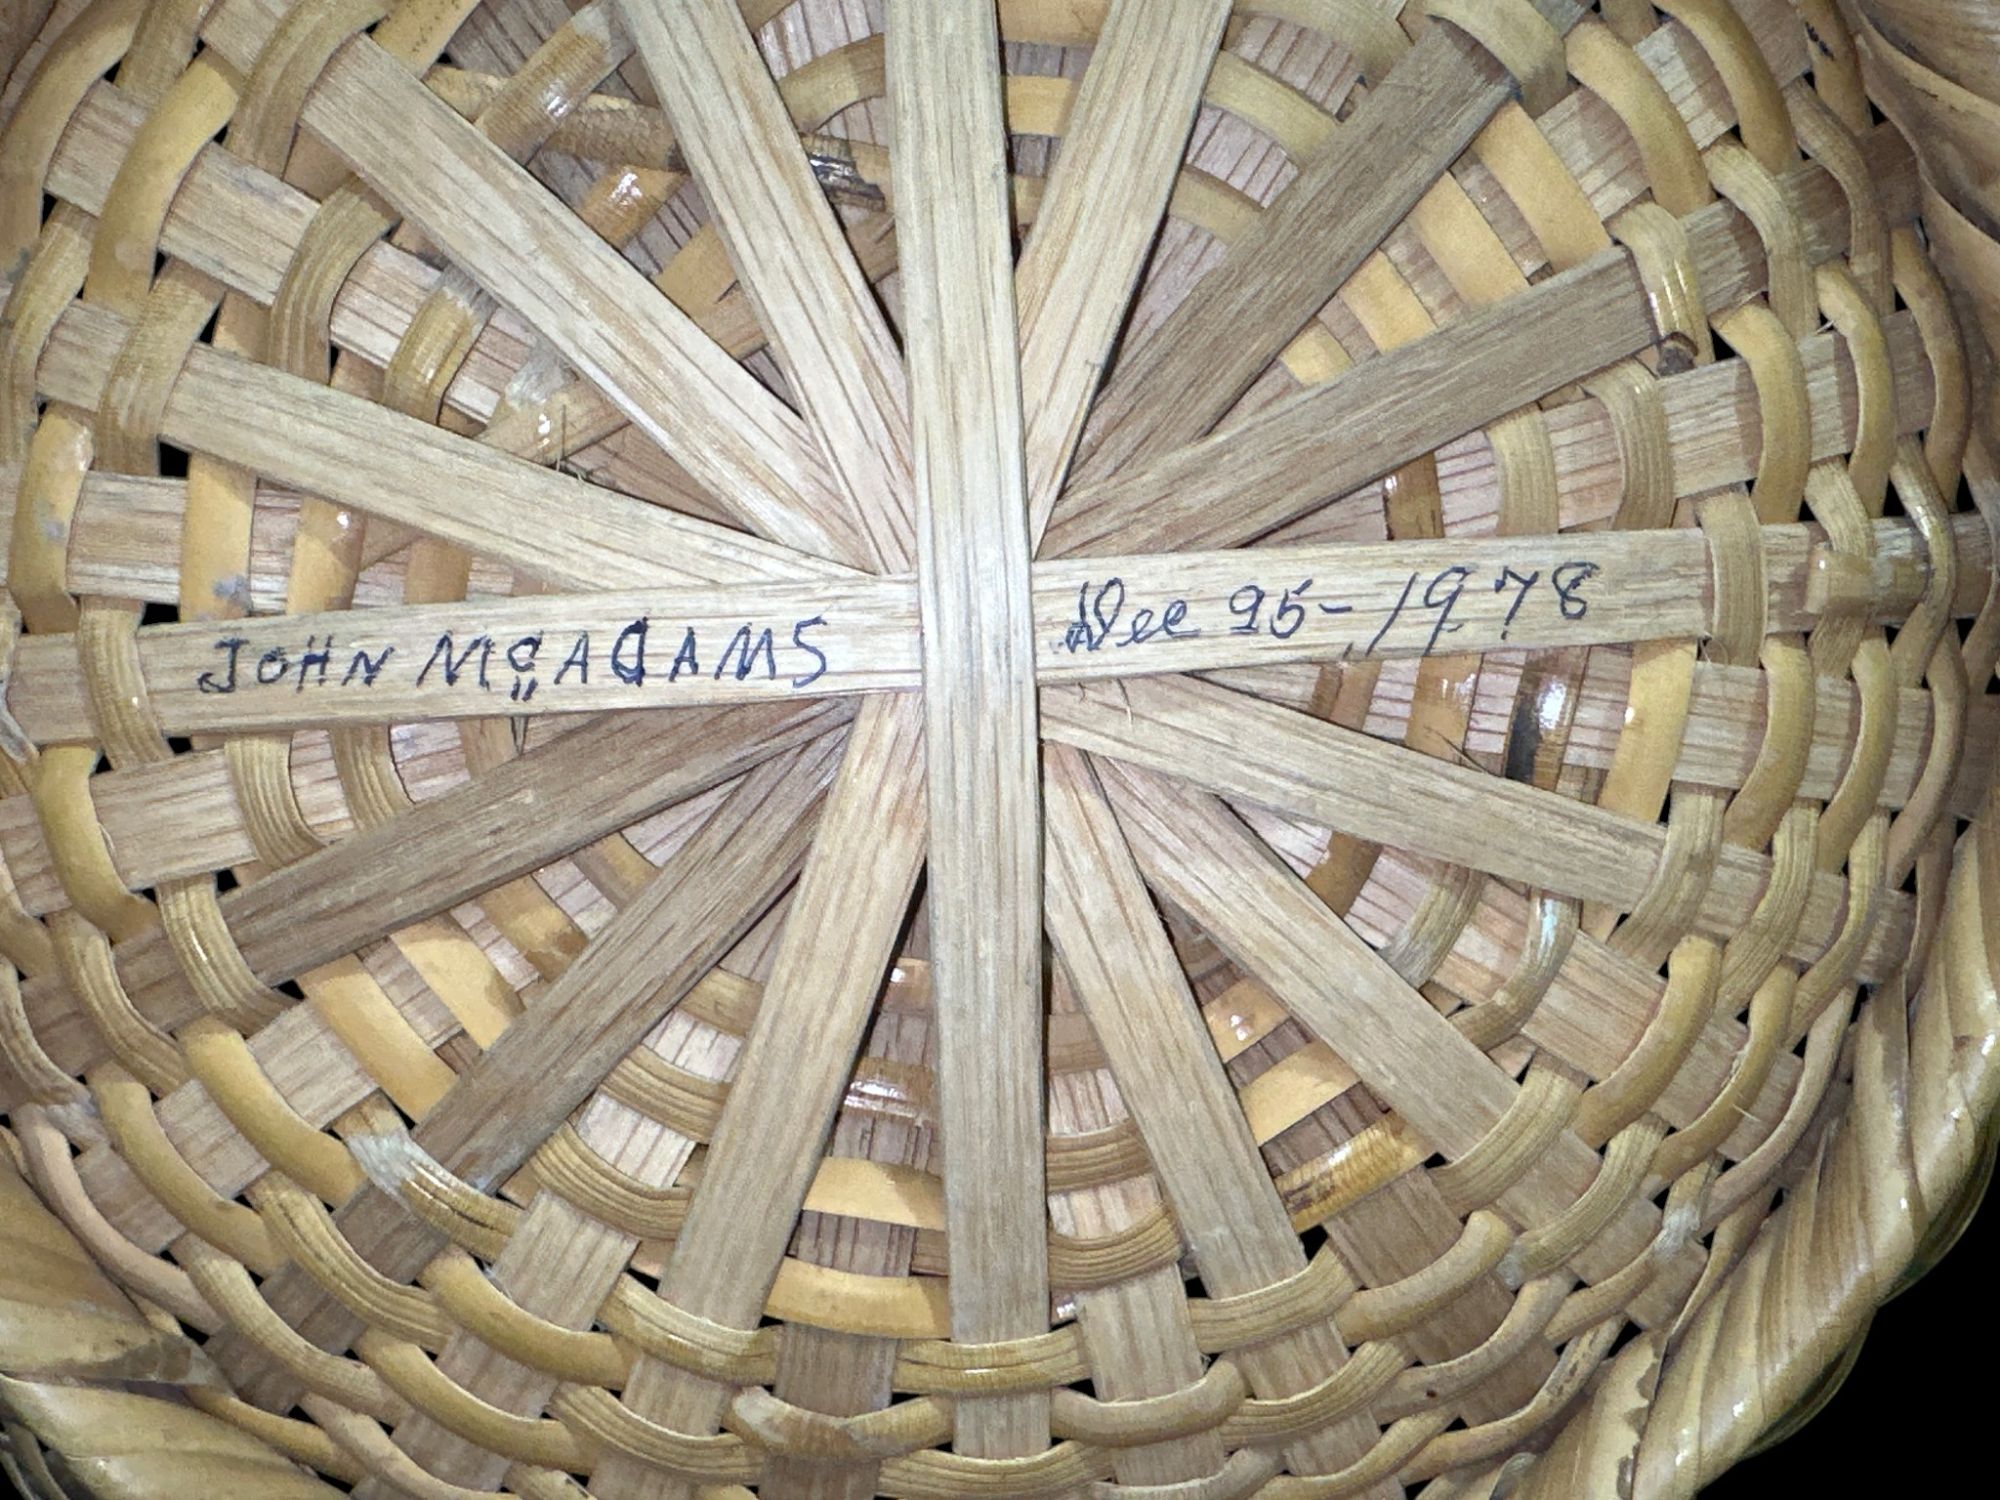 JOHN McADAMS Dec 25-, 1978